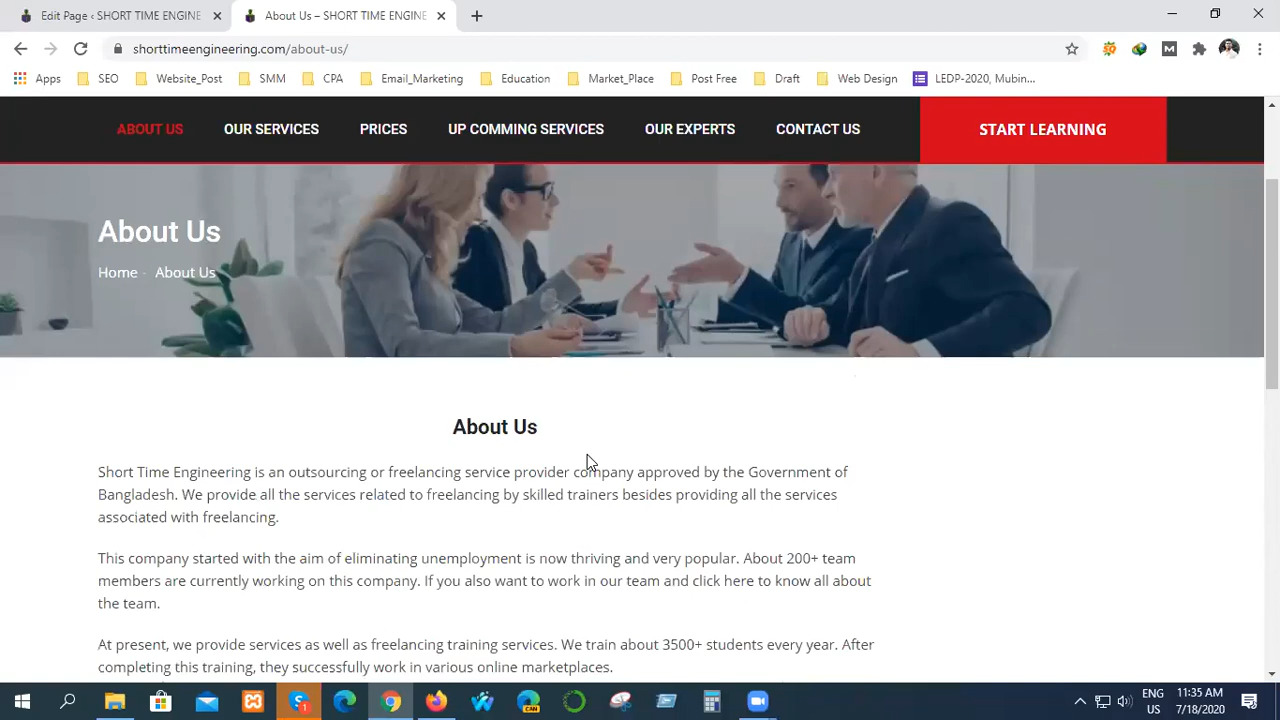 Edit Page ‹ SHORT TIME ENGINE
About Us – SHORT TIME ENGINE
shorttimeengineering.com/about-us/
Apps SEO Website_Post SMM CPA Email_Marketing Education Market_Place Post Free Draft Web Design LEDP-2020, Mubin...
ABOUT US OUR SERVICES PRICES UP COMMING SERVICES OUR EXPERTS CONTACT US START LEARNING
About Us
Home - About Us
About Us
Short Time Engineering is an outsourcing or freelancing service provider company approved by the Government of
Bangladesh. We provide all the services related to freelancing by skilled trainers besides providing all the services
associated with freelancing.
This company started with the aim of eliminating unemployment is now thriving and very popular. About 200+ team
members are currently working on this company. If you also want to work in our team and click here to know all about
the team.
At present, we provide services as well as freelancing training services. We train about 3500+ students every year. After
completing this training, they successfully work in various online marketplaces.
CAN
1
ENG
US
11:35 AM
7/18/2020